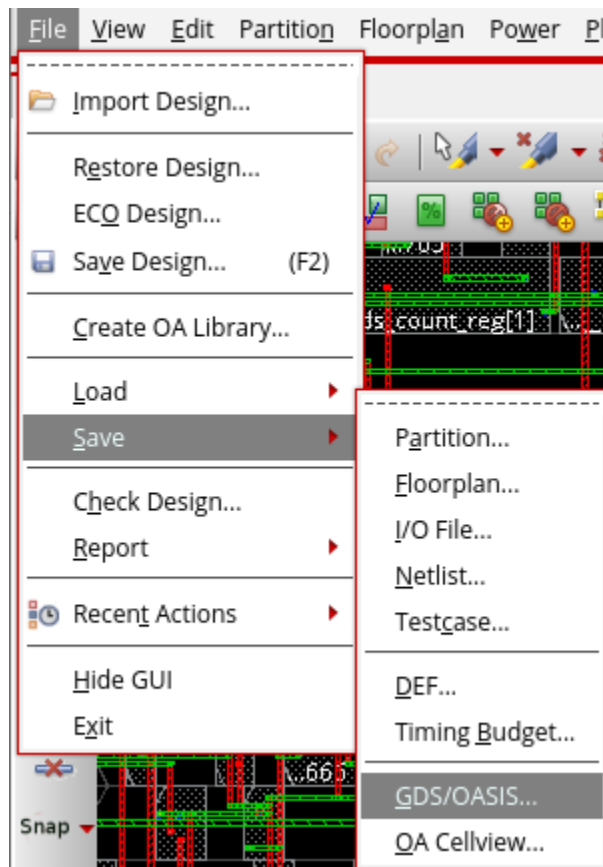 File View Edit Partition Floorplan Power
Import Design...
Restore Design...
ECO Design...
Save Design... (F2)
Create OA Library...
Load
Save
Check Design...
Report
Recent Actions
Hide GUI
Exit
Partition...
Floorplan...
I/O File...
Netlist...
Testcase...
DEF...
Timing Budget...
GDS/OASIS...
OA Cellview...
%
ds_count_reg[1]
Snap